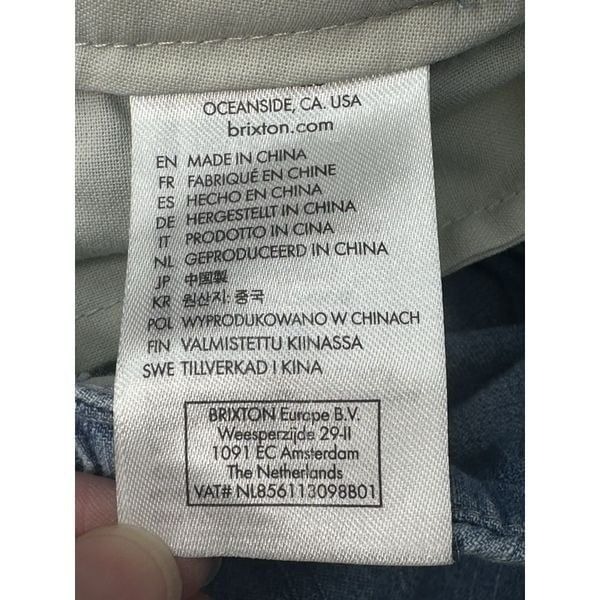 OCEANSIDE, CA. USA
brixton.com
EN MADE IN CHINA
FR FABRIQUÉ EN CHINE
ES HECHO EN CHINA
DE HERGESTELLT IN CHINA
IT PRODOTTO IN CINA
NL GEPRODUCEERD IN CHINA
JP 中国製
KR 원산지: 중국
POL WYPRODUKOWANO W CHINACH
FIN VALMISTETTU KIINASSA
SWE TILLVERKAD I KINA
BRIXTON Europe B.V.
Weesperzijde 29-II
1091 EC Amsterdam
The Netherlands
VAT# NL856113098B01